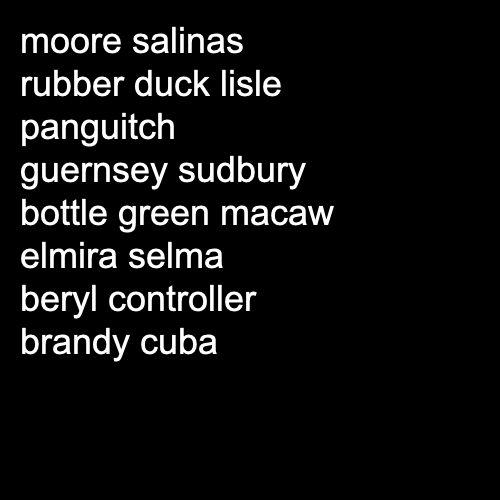 moore salinas
rubber duck lisle
panguitch
guernsey sudbury
bottle green macaw
elmira selma
beryl controller
brandy cuba